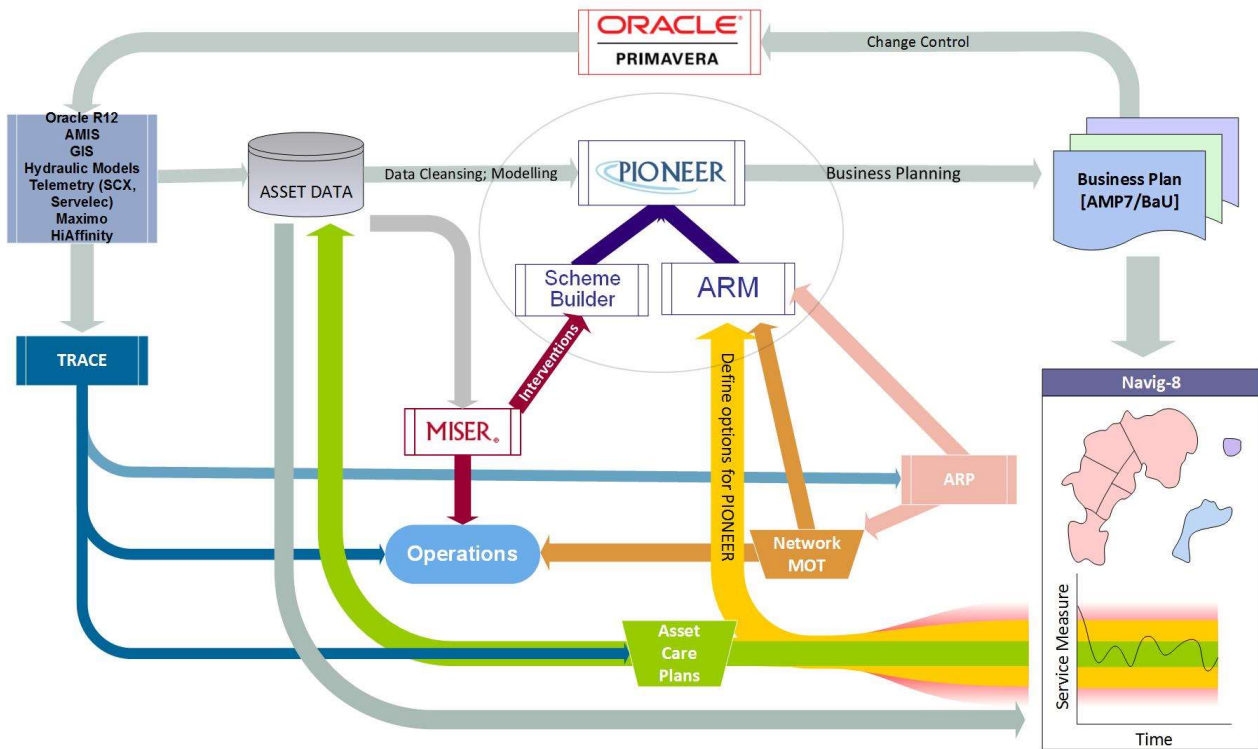 ORACLE®
PRIMAVERA
Change Control
Oracle R12
AMIS
GIS
Hydraulic Models
Telemetry (SCX,
Servelec)
Maximo
HiAffinity
ASSET DATA
Data Cleansing; Modelling
PIONEER
Business Planning
Business Plan
[AMP7/BaU]
Scheme
Builder
ARM
TRACE
Interventions
Define options for PIONEER
Navig-8
MISER®
ARP
Operations
Network
MOT
Asset
Care
Plans
Service Measure
Time